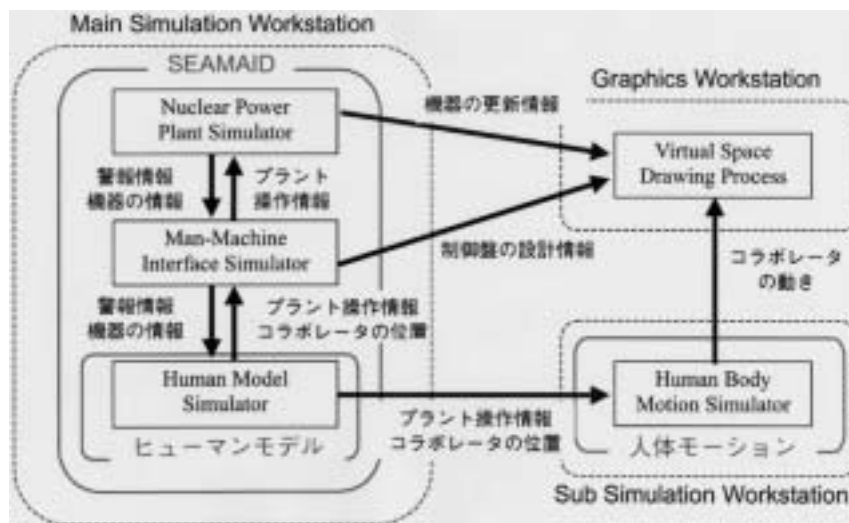 Main Simulation Workstation
SEAMAID
Nuclear Power
Plant Simulator
警報情報
機器の情報
プラント
操作情報
Man-Machine
Interface Simulator
警報情報
機器の情報
プラント操作情報
コラボレータの位置
Human Model
Simulator
ヒューマンモデル
機器の更新情報
制御盤の設計情報
プラント操作情報
コラボレータの位置
Graphics Workstation
Virtual Space
Drawing Process
コラボレータ
の動き
Human Body
Motion Simulator
人体モーション
Sub Simulation Workstation